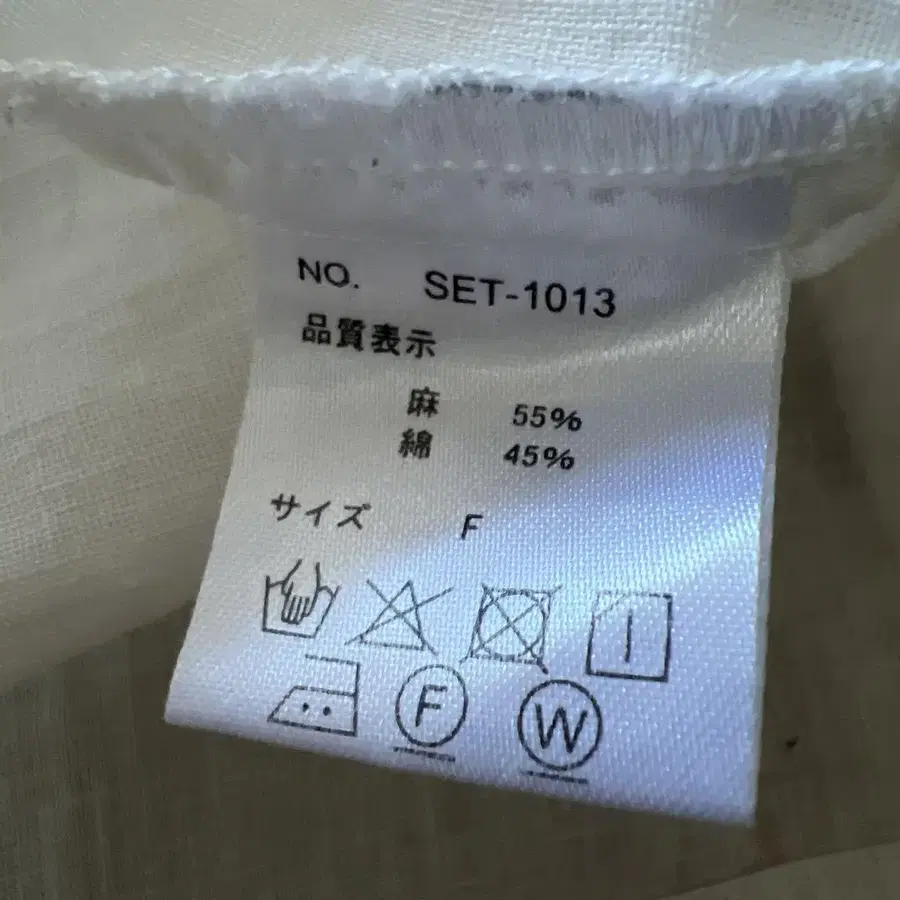 NO. SET-1013
品質表示
麻 55%
綿 45%
サイズ F
F W